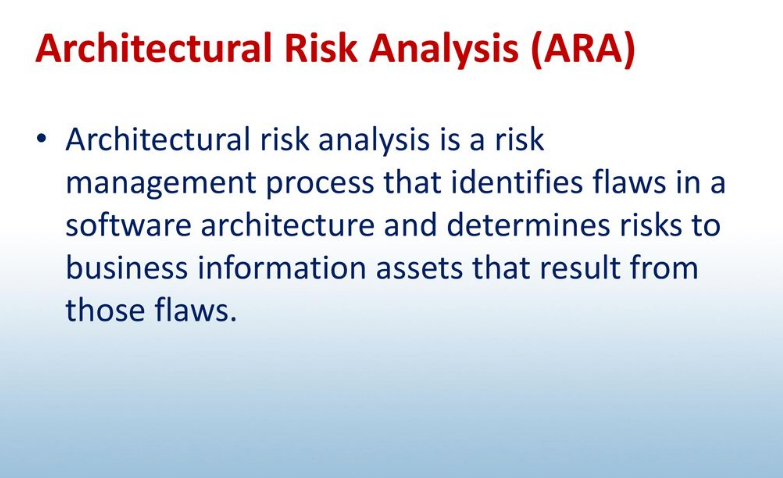 Architectural Risk Analysis (ARA)
• Architectural risk analysis is a risk
management process that identifies flaws in a
software architecture and determines risks to
business information assets that result from
those flaws.